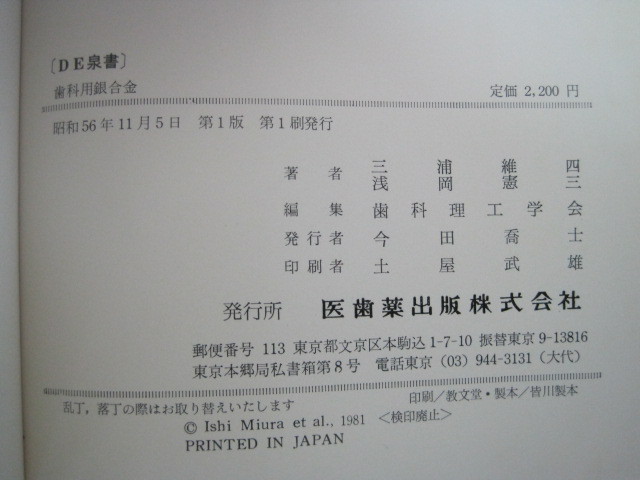 〔DE泉書〕
歯科用銀合金 定価 2,200 円
昭和56年11月5日 第1版 第1刷発行
著者 三浦維四
浅岡憲三
編集 歯科理工学会
発行者 今田喬士
印刷者 土屋武雄
発行所 医歯薬出版株式会社
郵便番号 113 東京都文京区本駒込1-7-10 振替東京9-13816
東京本郷局私書箱第8号 電話東京 (03) 944-3131 (大代)
乱丁,落丁の際はお取り替えいたします 印刷/教文堂・製本/皆川製本
© Ishi Miura et al., 1981 〈検印廃止〉
PRINTED IN JAPAN